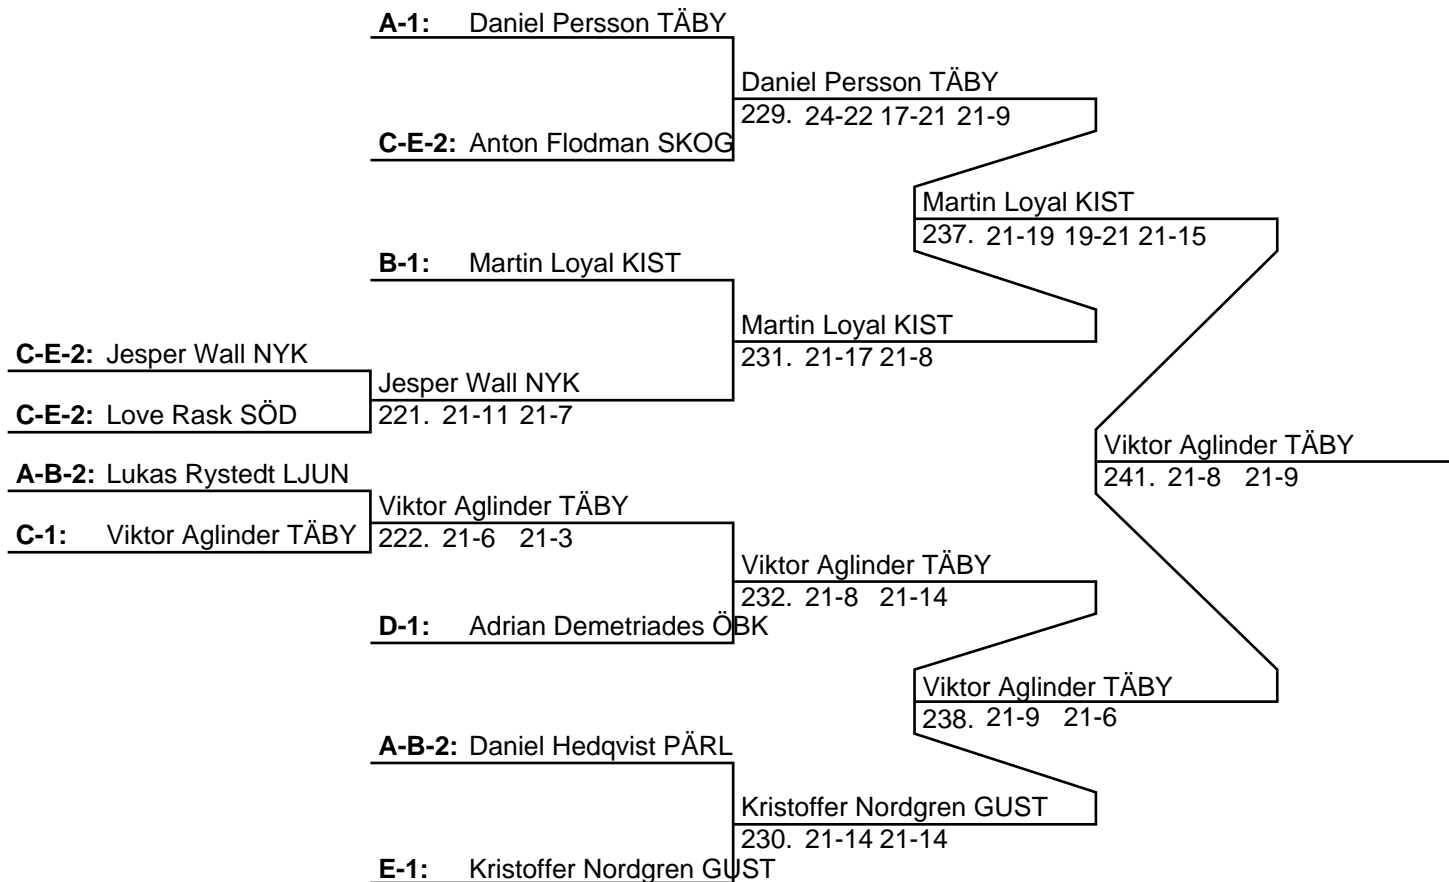 A-1: Daniel Persson TÄBY
Daniel Persson TÄBY
229. 24-22 17-21 21-9
C-E-2: Anton Flodman SKOG
Martin Loyal KIST
237. 21-19 19-21 21-15
B-1: Martin Loyal KIST
Martin Loyal KIST
231. 21-17 21-8
C-E-2: Jesper Wall NYK
Jesper Wall NYK
221. 21-11 21-7
C-E-2: Love Rask SÖD
Viktor Aglinder TÄBY
241. 21-8 21-9
A-B-2: Lukas Rystedt LJUN
Viktor Aglinder TÄBY
222. 21-6 21-3
C-1: Viktor Aglinder TÄBY
Viktor Aglinder TÄBY
232. 21-8 21-14
D-1: Adrian Demetriades ÖBK
Viktor Aglinder TÄBY
238. 21-9 21-6
A-B-2: Daniel Hedqvist PÄRL
Kristoffer Nordgren GUST
230. 21-14 21-14
E-1: Kristoffer Nordgren GUST